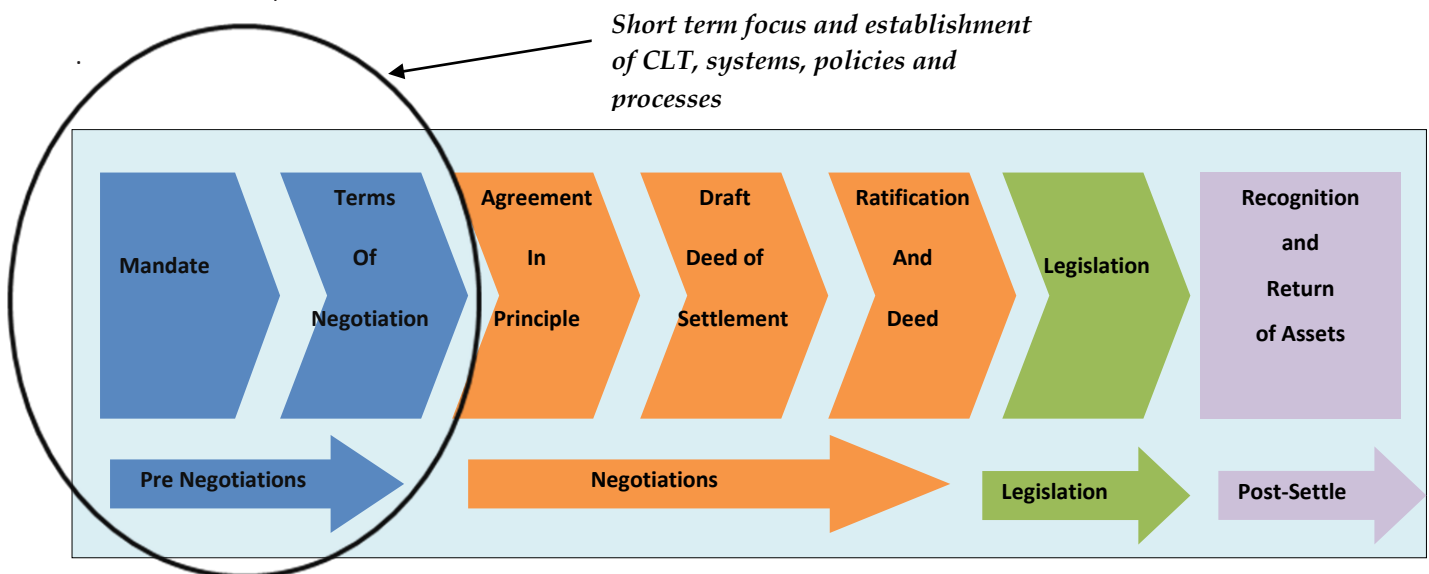 Short term focus and establishment
of CLT, systems, policies and
processes
.
Mandate
Terms
Of
Negotiation
Agreement
In
Principle
Draft
Deed of
Settlement
Ratification
And
Deed
Legislation
Recognition
and
Return
of Assets
Pre Negotiations
Negotiations
Legislation
Post-Settle